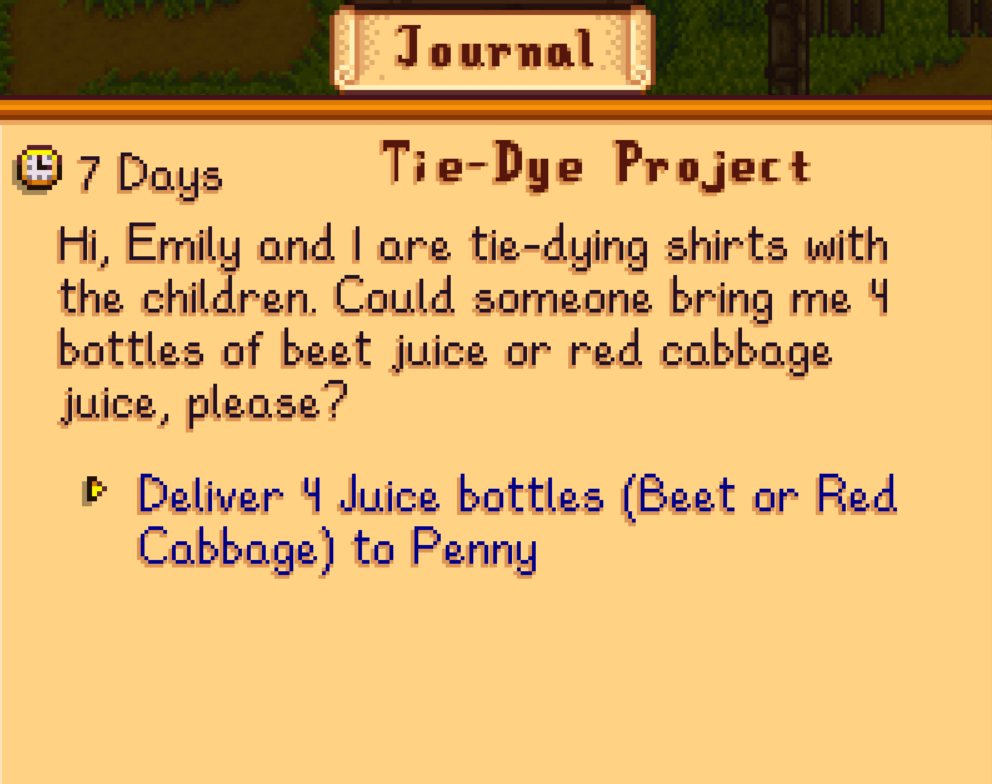 Journal
7 Days
Tie-Dye Project
Hi, Emily and I are tie-dying shirts with
the children. Could someone bring me 4
bottles of beet juice or red cabbage
juice, please?
Deliver 4 Juice bottles (Beet or Red
Cabbage) to Penny